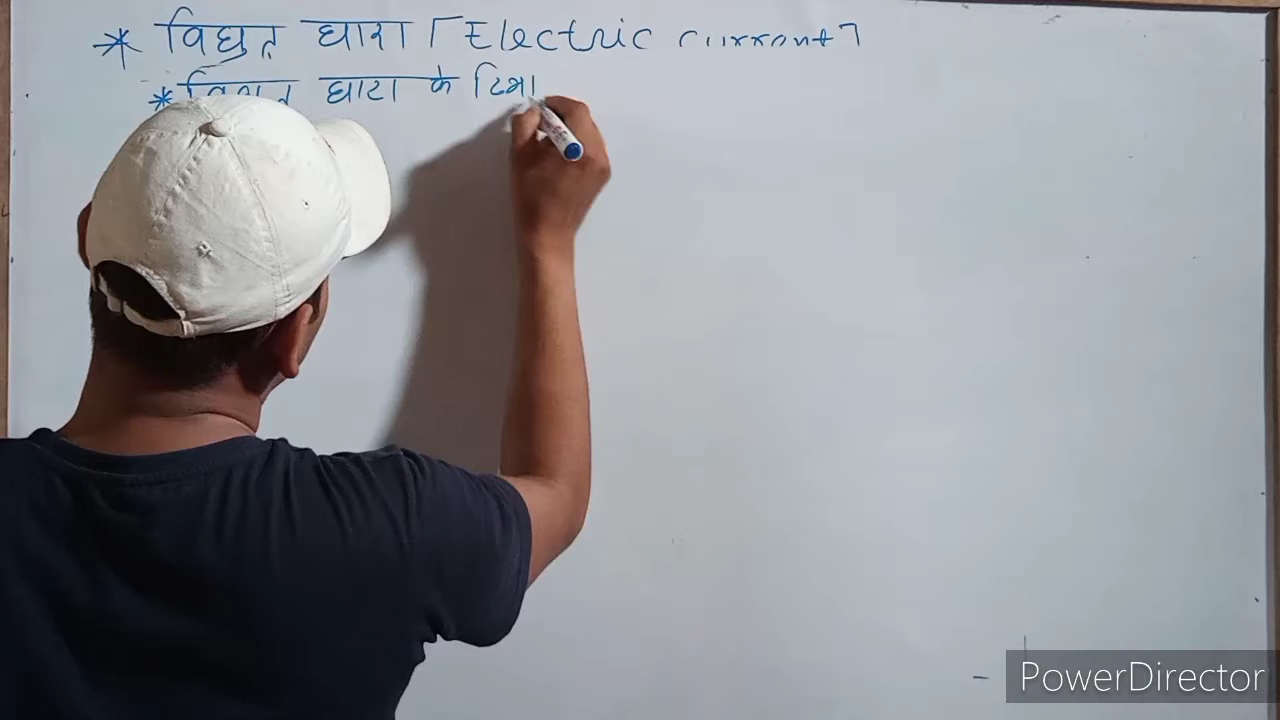 * विधुत् धारा [Electric current]
* विधुत् धारा के
PowerDirector